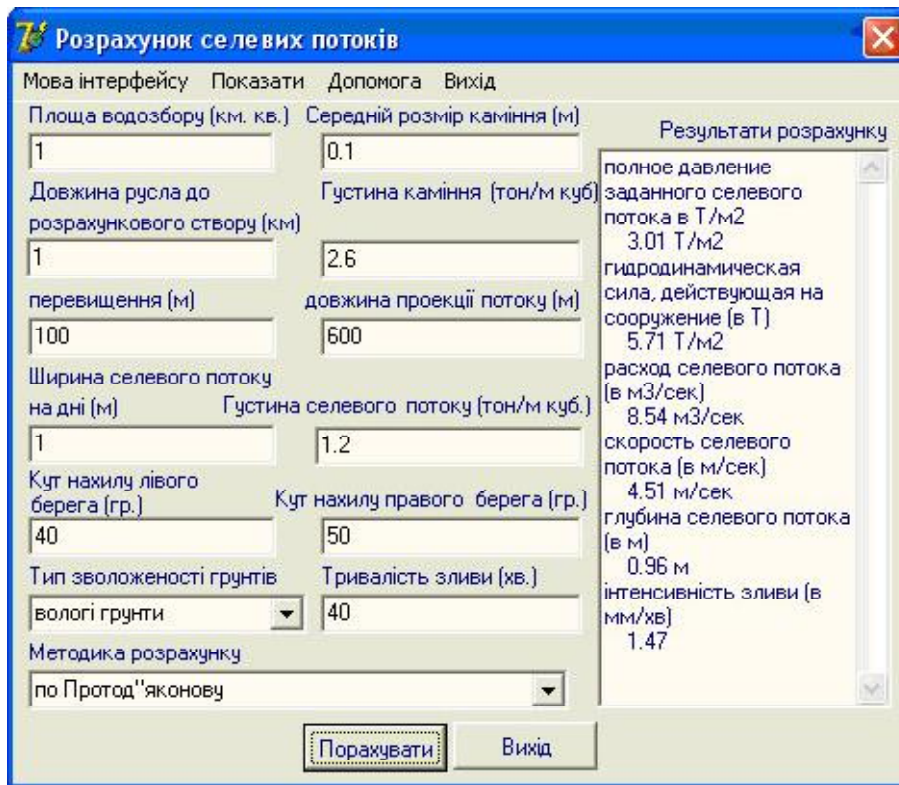 Розрахунок селевих потоків
Мова інтерфейсу Показати Допомога Вихід
Площа водозбору (км. кв.) Середній розмір каміння (м)
1
0.1
Довжина русла до
розрахункового створу (км)
Густина каміння (тон/м куб)
1
2.6
перевищення (м)
довжина проекції потоку (м)
100
600
Ширина селевого потоку
на дні (м)
Густина селевого потоку (тон/м куб.)
1
1.2
Кут нахилу лівого
берега (гр.)
Кут нахилу правого берега (гр.)
40
50
Тип зволоженості грунтів
Тривалість зливи (хв.)
вологі грунти
40
Методика розрахунку
по Протод"яконову
Порахувати
Вихід
Результати розрахунку
полное давление
заданного селевого
потока в Т/м2
3.01 Т/м2
гидродинамическая
сила, действующая на
сооружение (в Т)
5.71 Т/м2
расход селевого потока
(в м3/сек)
8.54 м3/сек
скорость селевого
потока (в м/сек)
4.51 м/сек
глубина селевого потока
(в м)
0.96 м
інтенсивність зливи (в
мм/хв)
1.47